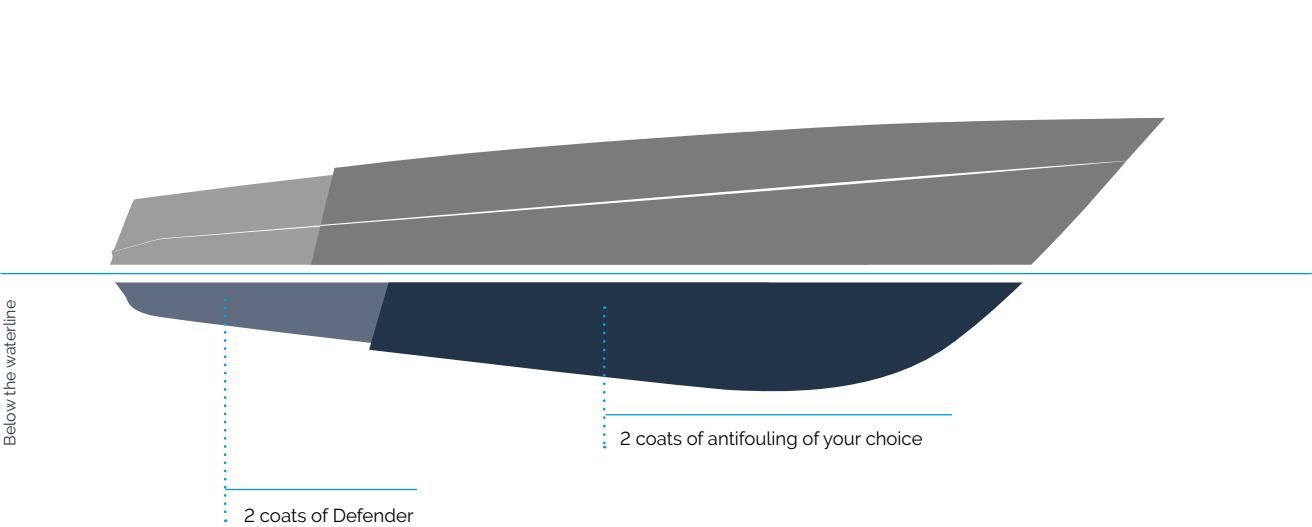 Below the waterline
2 coats of antifouling of your choice
2 coats of Defender